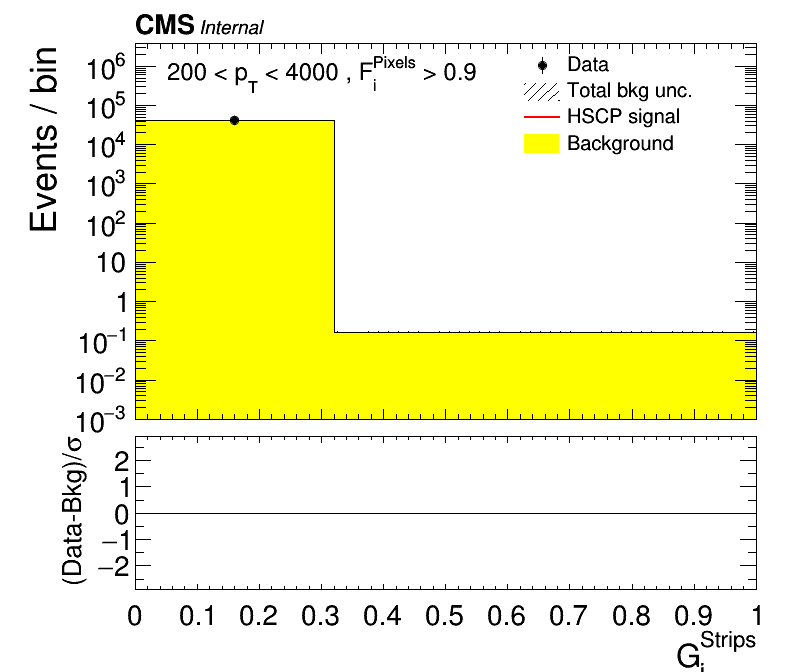 CMS Internal
200 < p_T < 4000 , F_i^Pixels > 0.9
Data
Total bkg unc.
HSCP signal
Background
Events / bin
10^6
10^5
10^4
10^3
10^2
10
1
10^−1
10^−2
10^−3
(Data-Bkg)/σ
2
1
0
−1
−2
0 0.1 0.2 0.3 0.4 0.5 0.6 0.7 0.8 0.9 1
G_i^Strips